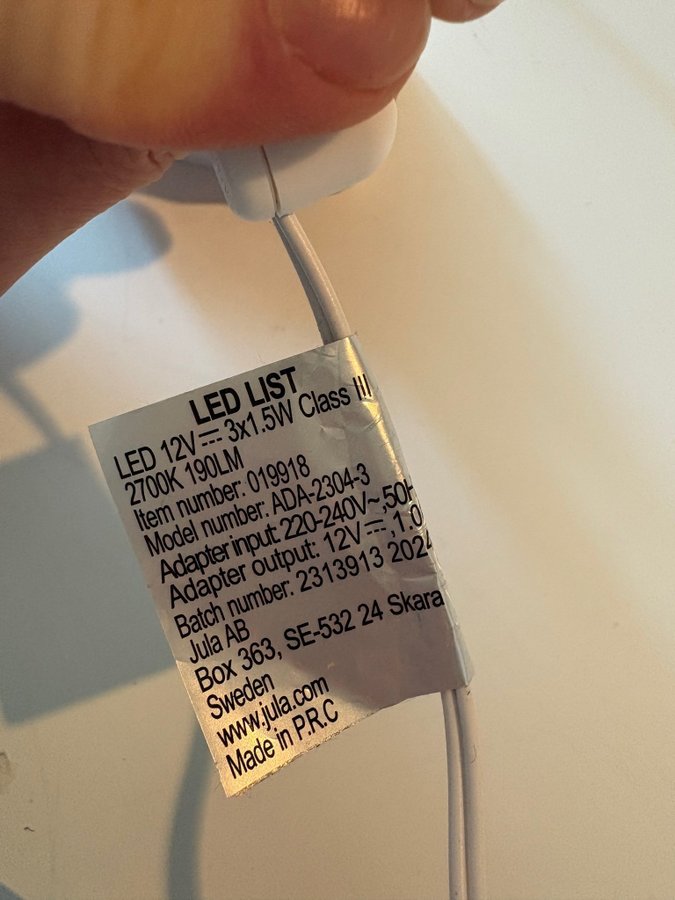 LED LIST
LED 12V⎓ 3x1.5W Class III
2700K 190LM
Item number: 019918
Model number: ADA-2304-3
Adapter input: 220-240V~,50H
Adapter output: 12V⎓,1.0
Batch number: 2313913 2024
Jula AB
Box 363, SE-532 24 Skara
Sweden
www.jula.com
Made in P.R.C